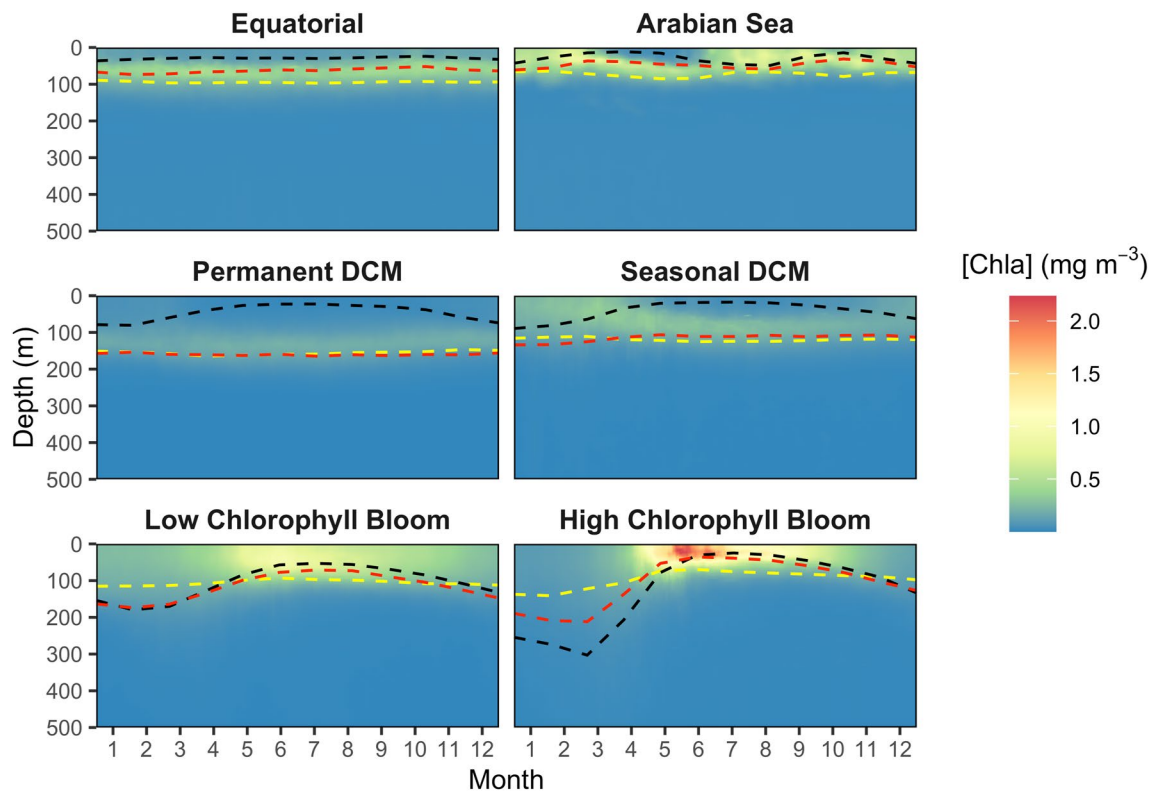 Equatorial
Arabian Sea
0
100
200
300
400
500
Permanent DCM
Seasonal DCM
0
100
200
300
400
500
Low Chlorophyll Bloom
High Chlorophyll Bloom
0
100
200
300
400
500
1 2 3 4 5 6 7 8 9 10 11 12
1 2 3 4 5 6 7 8 9 10 11 12
Month
Depth (m)
[Chla] (mg m⁻³)
2.0
1.5
1.0
0.5